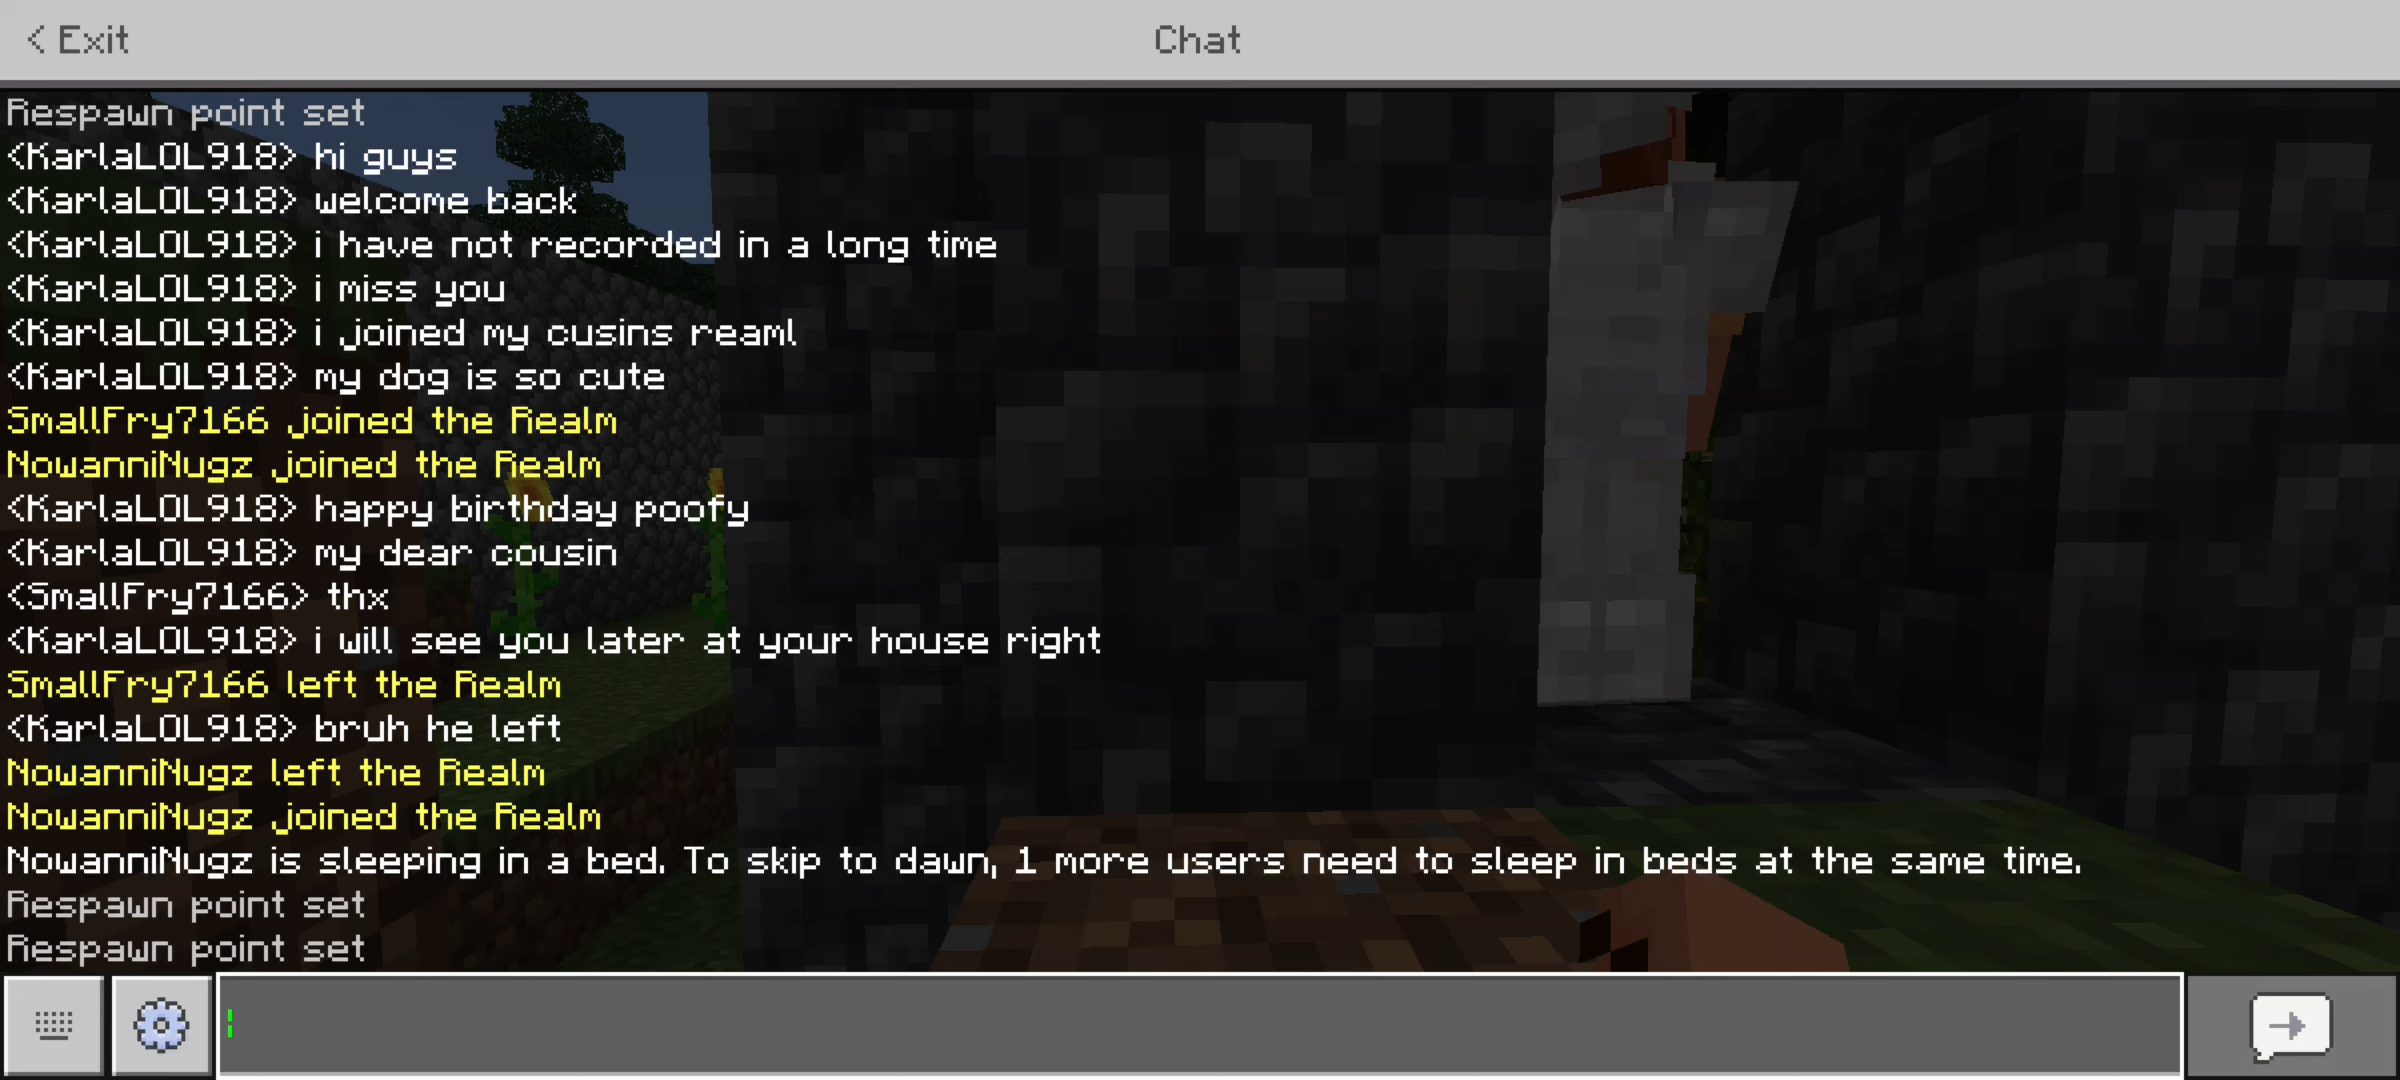 < Exit
Chat
Respawn point set
<KarlaLOL918> hi guys
<KarlaLOL918> welcome back
<KarlaLOL918> i have not recorded in a long time
<KarlaLOL918> i miss you
<KarlaLOL918> i joined my cusins reaml
<KarlaLOL918> my dog is so cute
SmallFry7166 joined the Realm
NowanniNugz joined the Realm
<KarlaLOL918> happy birthday poofy
<KarlaLOL918> my dear cousin
<SmallFry7166> thx
<KarlaLOL918> i will see you later at your house right
SmallFry7166 left the Realm
<KarlaLOL918> bruh he left
NowanniNugz left the Realm
NowanniNugz joined the Realm
NowanniNugz is sleeping in a bed. To skip to dawn, 1 more users need to sleep in beds at the same time.
Respawn point set
Respawn point set